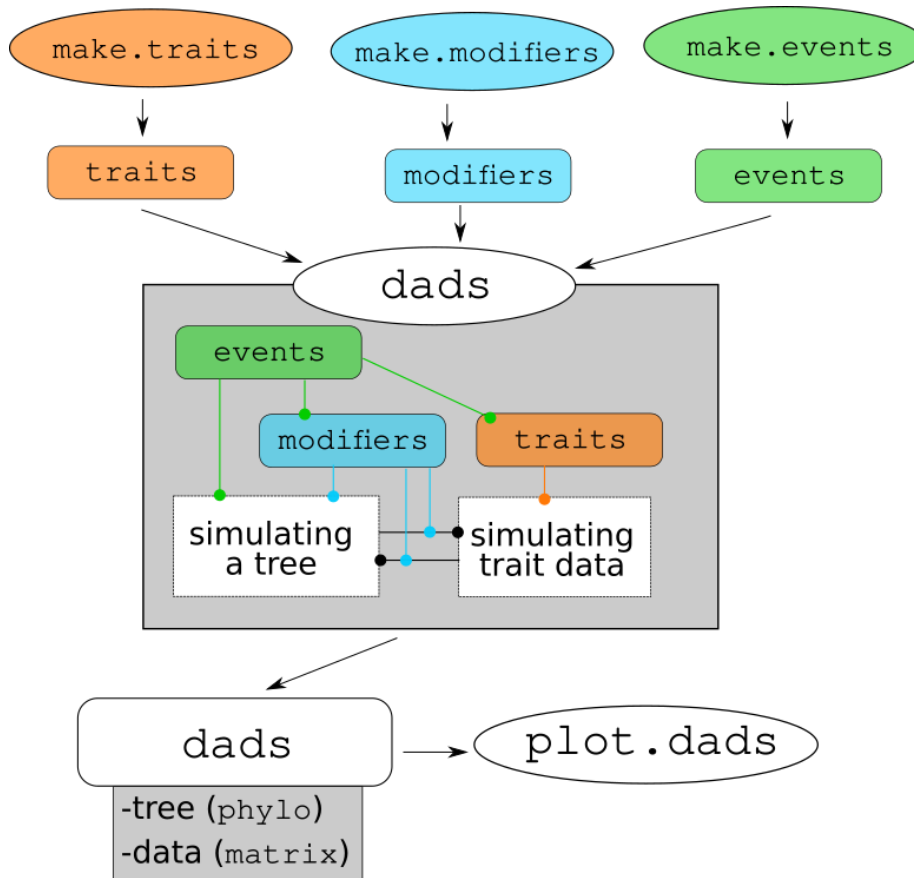 make.traits
make.modifiers
make.events
traits
modifiers
events
dads
events
modifiers
traits
simulating
a tree
simulating
trait data
dads
plot.dads
-tree (phylo)
-data (matrix)